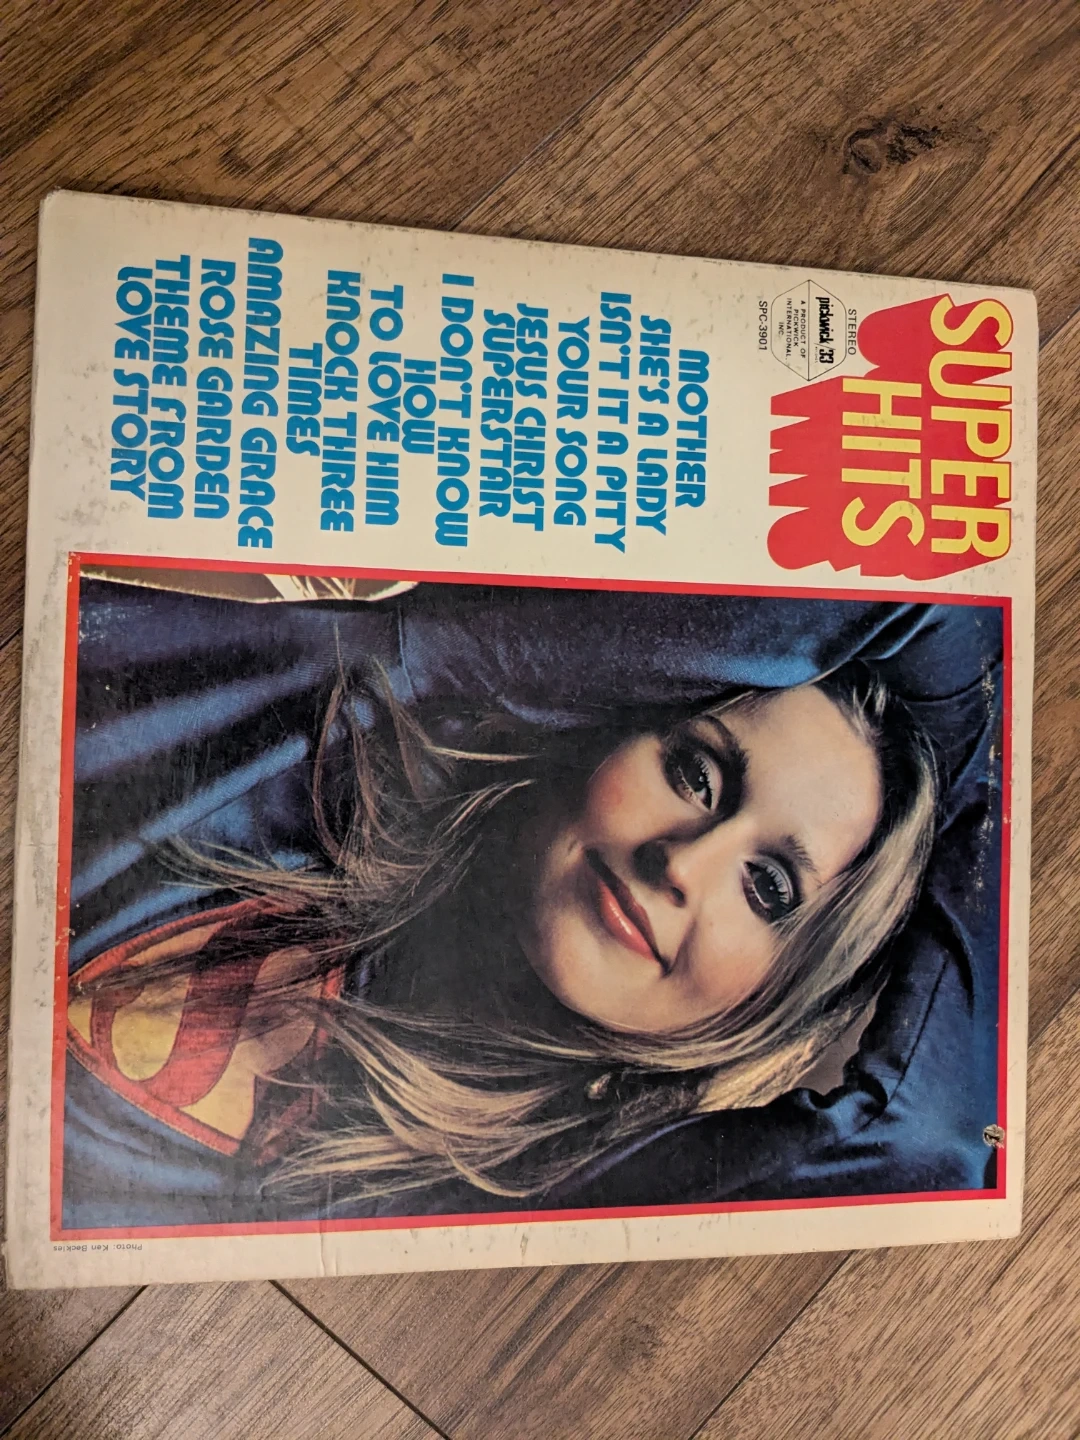 SUPER
HITS
STEREO
pickwick/33
A PRODUCT OF
PICKWICK
INTERNATIONAL,
INC.
SPC-3901
MOTHER
SHE'S A LADY
ISN'T IT A PITY
YOUR SONG
JESUS CHRIST
SUPERSTAR
I DON'T KNOW
HOW
TO LOVE HIM
KNOCK THREE
TIMES
AMAZING GRACE
ROSE GARDEN
THEME FROM
LOVE STORY
Photo: Ken Beckles